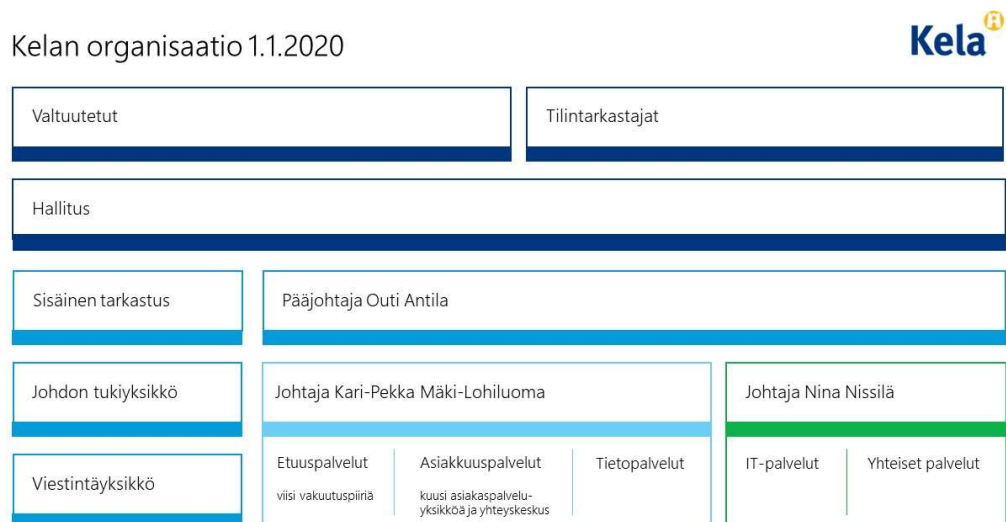 Kelan organisaatio 1.1.2020
Kela
Valtuutetut
Tilintarkastajat
Hallitus
Sisäinen tarkastus
Pääjohtaja Outi Antila
Johdon tukiyksikkö
Johtaja Kari-Pekka Mäki-Lohiluoma
Johtaja Nina Nissilä
Viestintäyksikkö
Etuuspalvelut
viisi vakuutuspiiriä
Asiakkuuspalvelut
kuusi asiakaspalvelu-
yksikköä ja yhteyskeskus
Tietopalvelut
IT-palvelut
Yhteiset palvelut